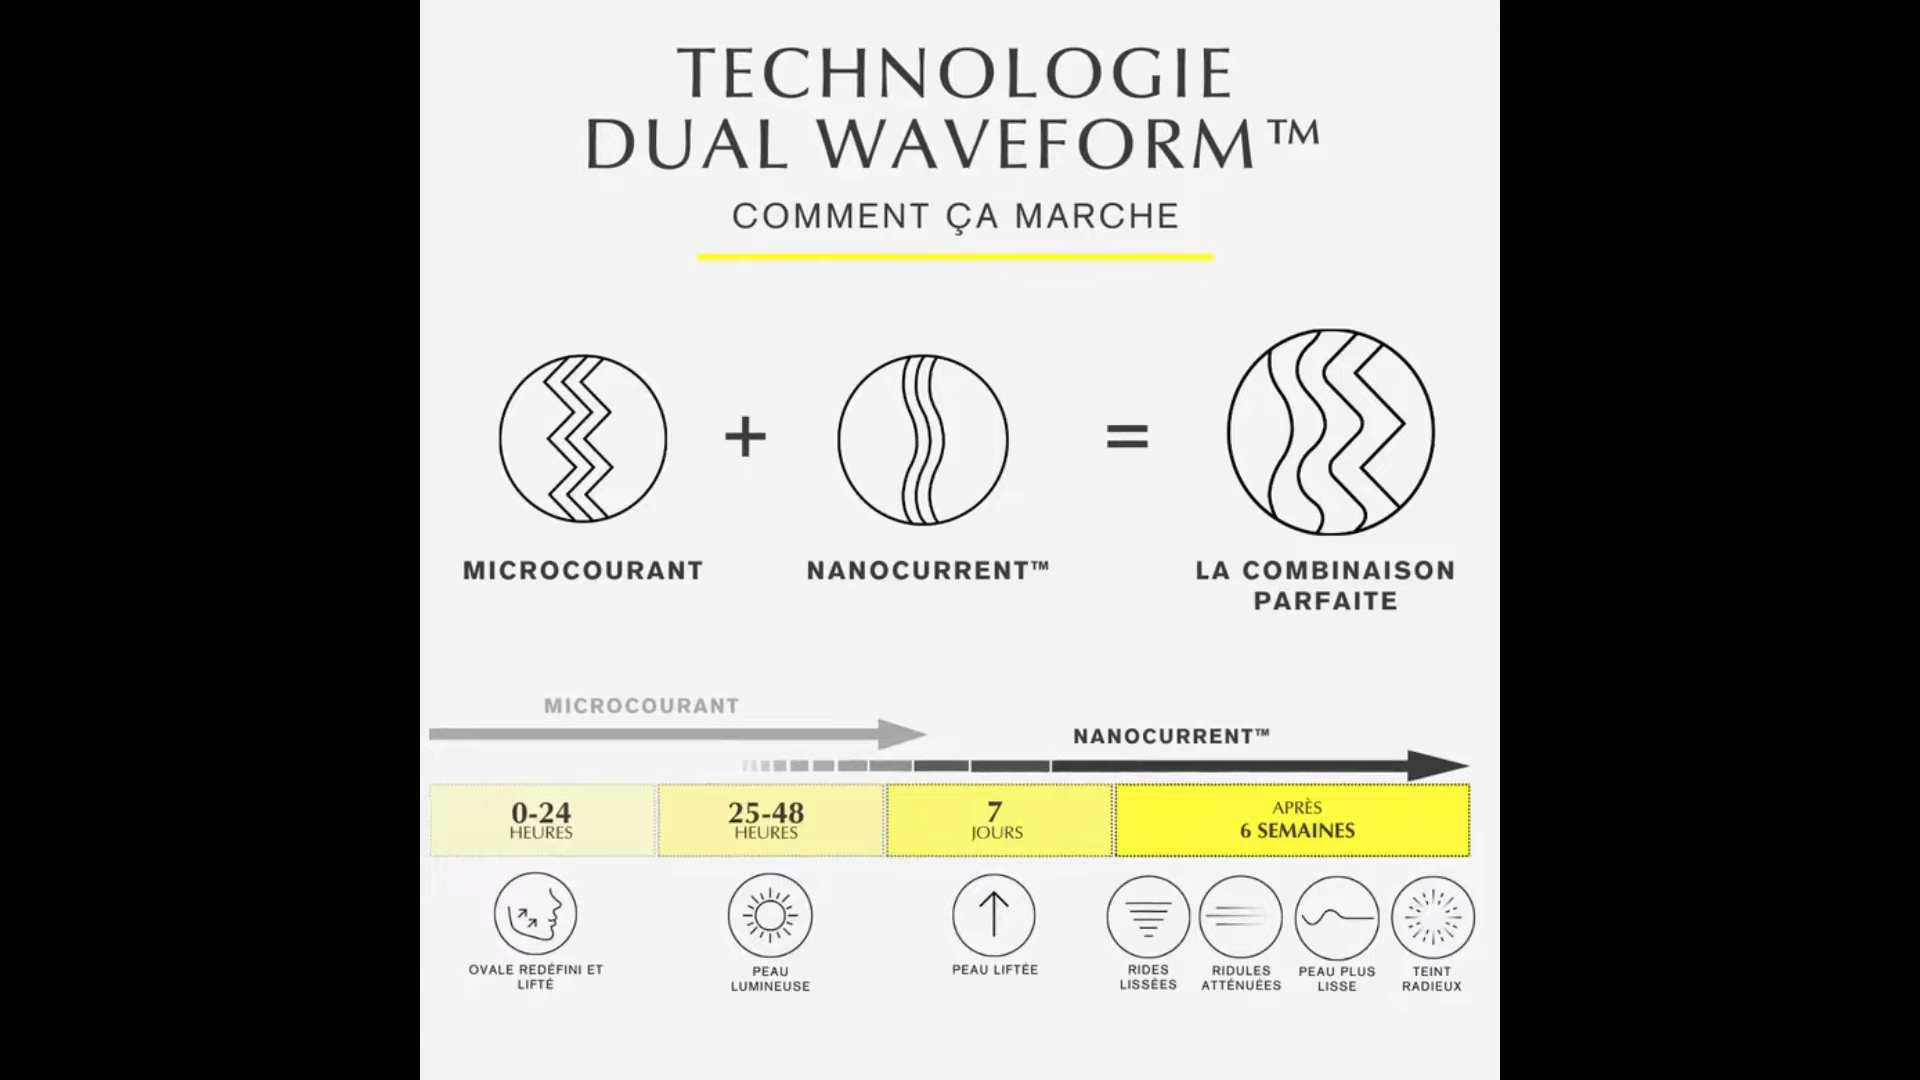 TECHNOLOGIE
DUAL WAVEFORM™
COMMENT ÇA MARCHE
+
=
MICROCOURANT
NANOCURRENT™
LA COMBINAISON
PARFAITE
MICROCOURANT
NANOCURRENT™
0-24
HEURES
25-48
HEURES
7
JOURS
APRÈS
6 SEMAINES
OVALE REDÉFINI ET
LIFTÉ
PEAU
LUMINEUSE
PEAU LIFTÉE
RIDES
LISSÉES
RIDULES
ATTÉNUÉES
PEAU PLUS
LISSE
TEINT
RADIEUX